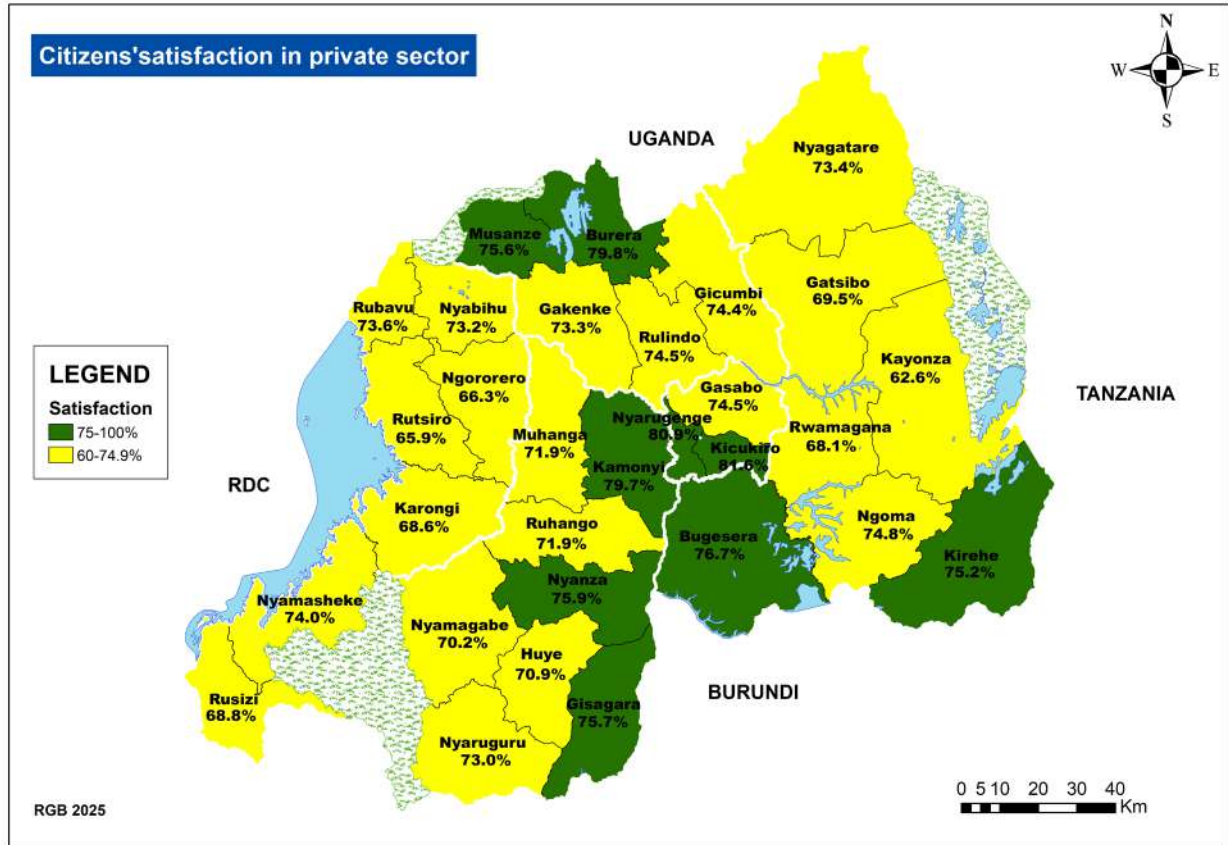 Citizens'satisfaction in private sector
N
W E
S
UGANDA
Nyagatare
73.4%
Musanze
75.6%
Burera
79.8%
Gatsibo
69.5%
Gicumbi
74.4%
Rubavu
73.6%
Nyabihu
73.2%
Gakenke
73.3%
Rulindo
74.5%
Kayonza
62.6%
LEGEND
Satisfaction
75-100%
60-74.9%
Ngororero
66.3%
Gasabo
74.5%
TANZANIA
Rutsiro
65.9%
Muhanga
71.9%
Nyarugenge
80.9%
Rwamagana
68.1%
Kicukiro
81.6%
Kamonyi
79.7%
RDC
Karongi
68.6%
Ruhango
71.9%
Bugesera
76.7%
Ngoma
74.8%
Kirehe
75.2%
Nyanza
75.9%
Nyamasheke
74.0%
Nyamagabe
70.2%
Huye
70.9%
BURUNDI
Rusizi
68.8%
Gisagara
75.7%
Nyaruguru
73.0%
0 5 10 20 30 40
Km
RGB 2025